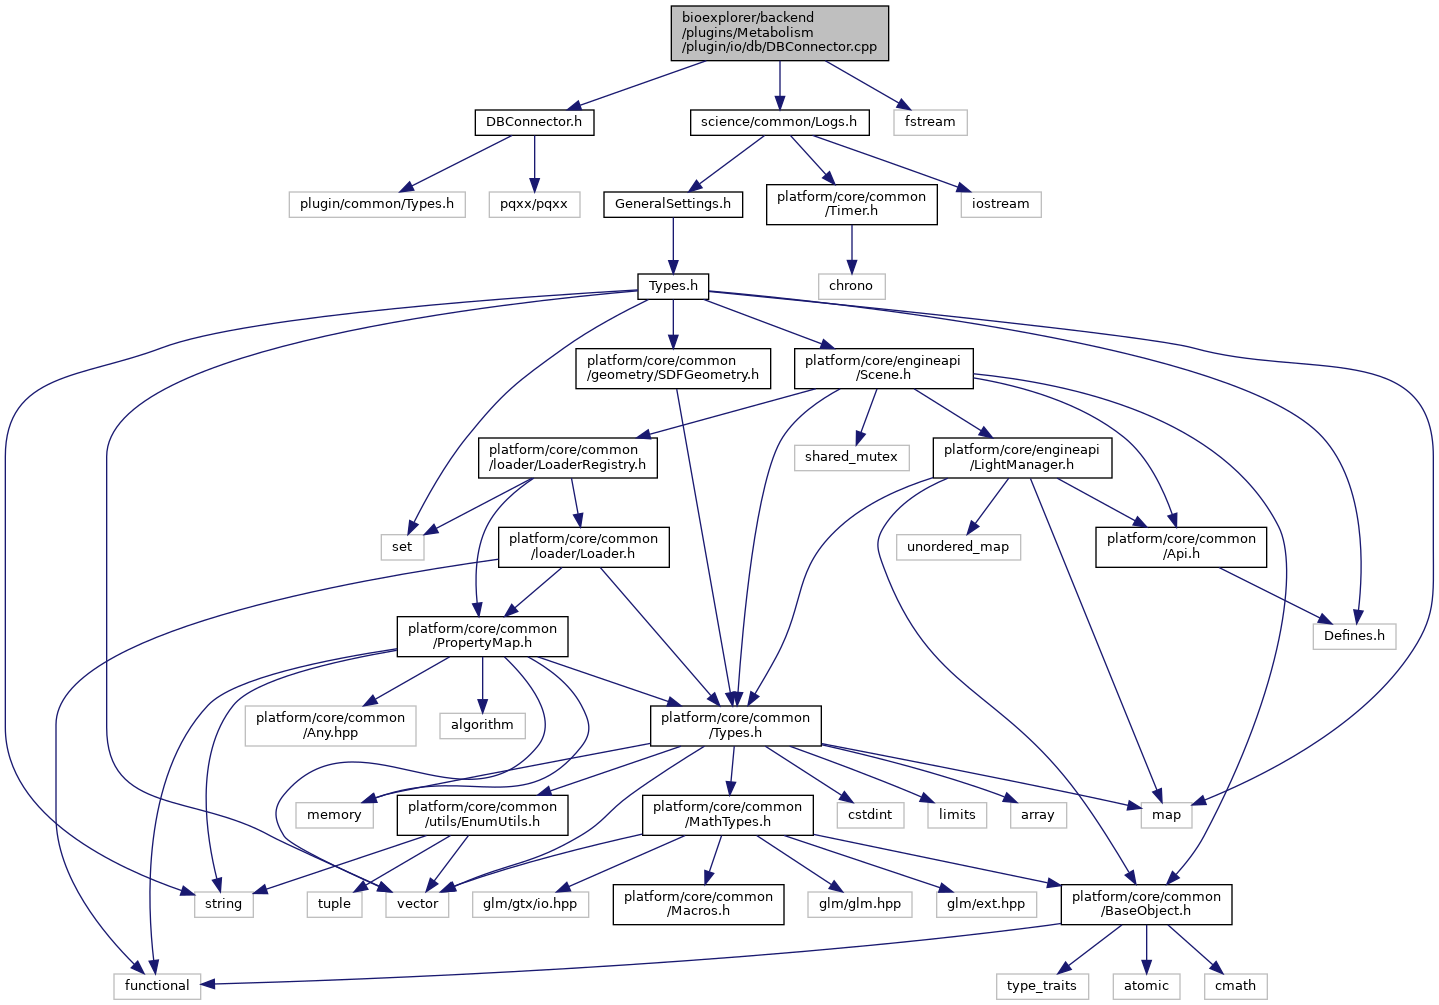 bioexplorer/backend
/plugins/Metabolism
/plugin/io/db/DBConnector.cpp
DBConnector.h
science/common/Logs.h
fstream
plugin/common/Types.h
pqxx/pqxx
GeneralSettings.h
platform/core/common
/Timer.h
iostream
Types.h
chrono
platform/core/common
/geometry/SDFGeometry.h
platform/core/engineapi
/Scene.h
platform/core/common
/loader/LoaderRegistry.h
shared_mutex
platform/core/engineapi
/LightManager.h
set
platform/core/common
/loader/Loader.h
unordered_map
platform/core/common
/Api.h
platform/core/common
/PropertyMap.h
Defines.h
platform/core/common
/Any.hpp
algorithm
platform/core/common
/Types.h
memory
platform/core/common
/utils/EnumUtils.h
platform/core/common
/MathTypes.h
cstdint
limits
array
map
string
tuple
vector
glm/gtx/io.hpp
platform/core/common
/Macros.h
glm/glm.hpp
glm/ext.hpp
platform/core/common
/BaseObject.h
functional
type_traits
atomic
cmath